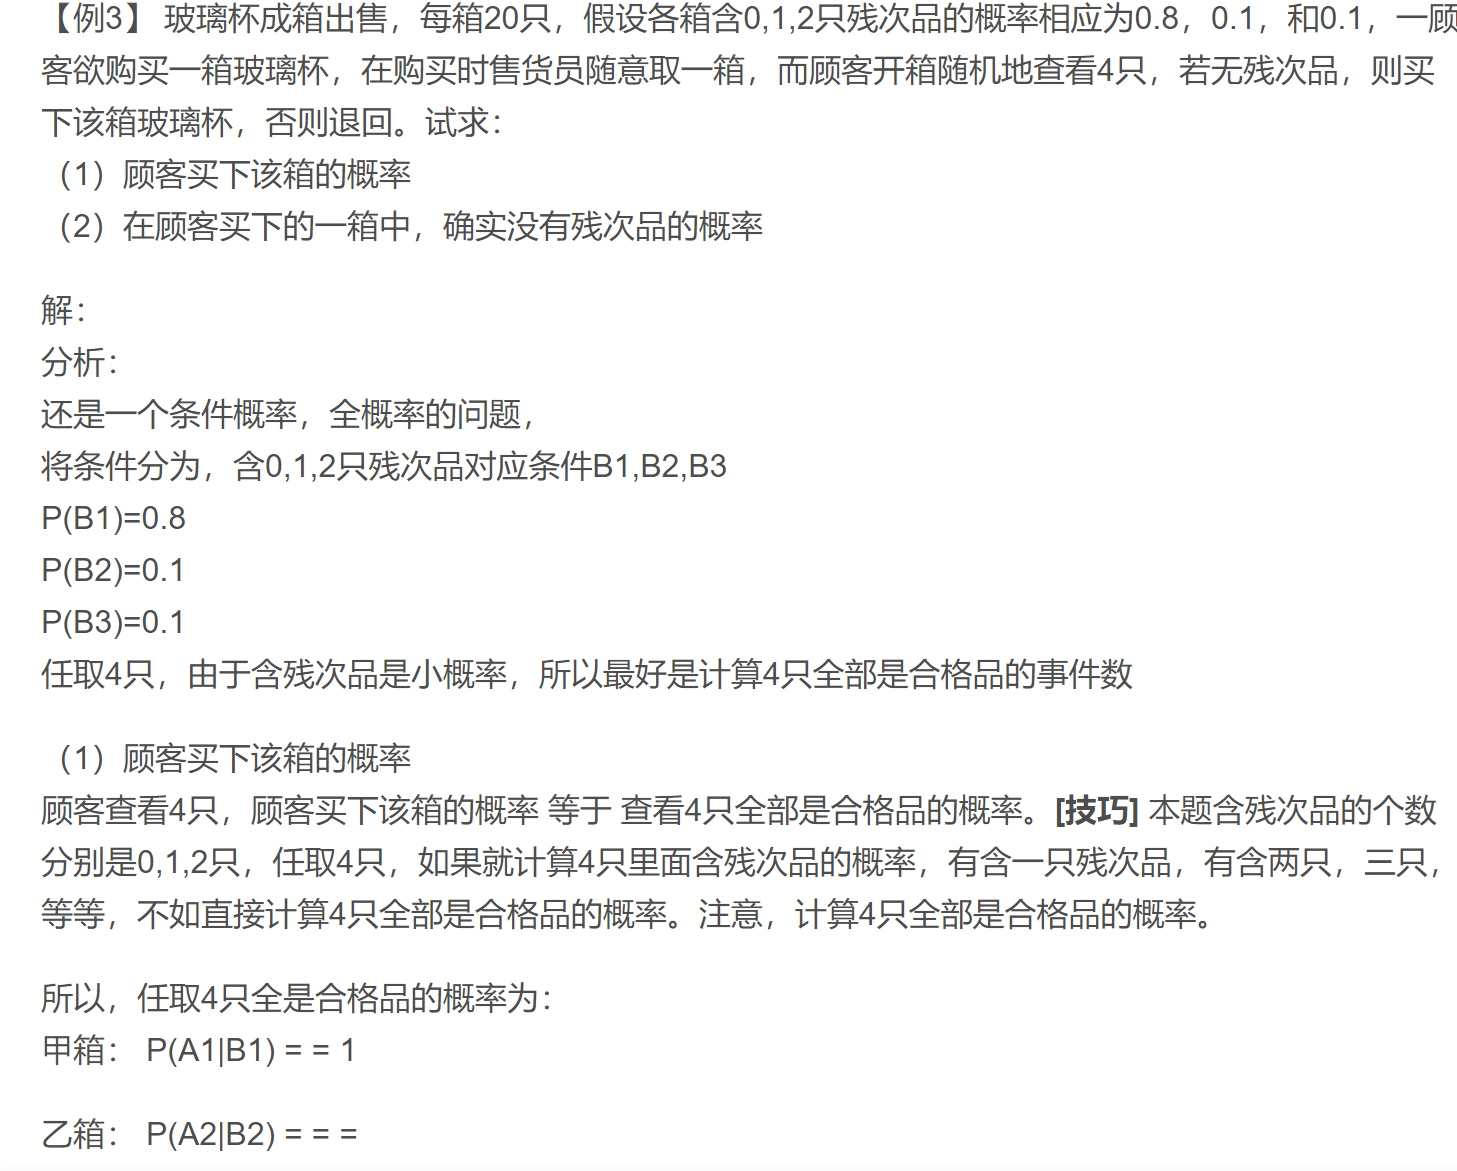 【例3】 玻璃杯成箱出售，每箱20只，假设各箱含0,1,2只残次品的概率相应为0.8，0.1，和0.1，一顾
客欲购买一箱玻璃杯，在购买时售货员随意取一箱，而顾客开箱随机地查看4只，若无残次品，则买
下该箱玻璃杯，否则退回。试求：
（1）顾客买下该箱的概率
（2）在顾客买下的一箱中，确实没有残次品的概率
解：
分析：
还是一个条件概率，全概率的问题，
将条件分为，含0,1,2只残次品对应条件B1,B2,B3
P(B1)=0.8
P(B2)=0.1
P(B3)=0.1
任取4只，由于含残次品是小概率，所以最好是计算4只全部是合格品的事件数
（1）顾客买下该箱的概率
顾客查看4只，顾客买下该箱的概率 等于 查看4只全部是合格品的概率。[技巧] 本题含残次品的个数
分别是0,1,2只，任取4只，如果就计算4只里面含残次品的概率，有含一只残次品，有含两只，三只，
等等，不如直接计算4只全部是合格品的概率。注意，计算4只全部是合格品的概率。
所以，任取4只全是合格品的概率为：
甲箱： P(A1|B1) = = 1
乙箱： P(A2|B2) = = =